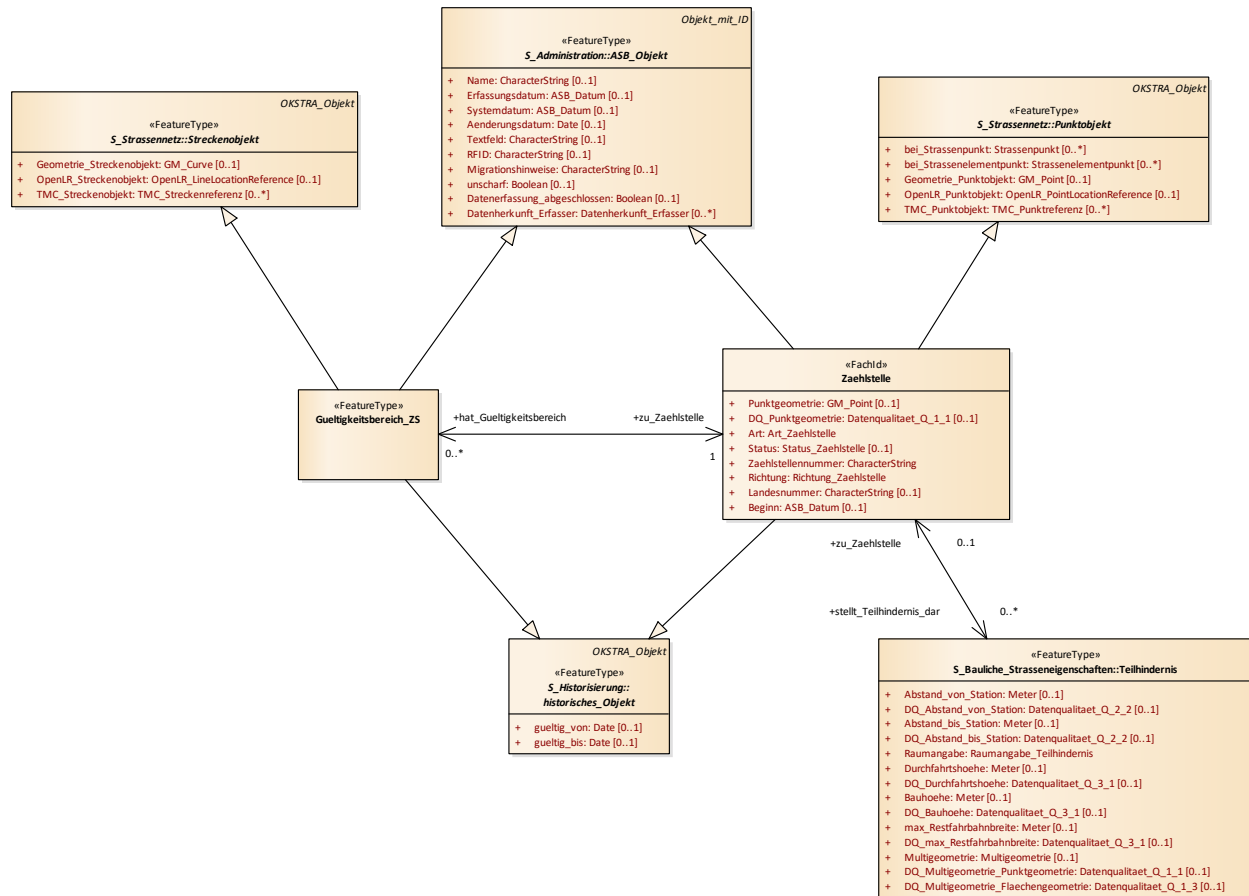 Objekt_mit_ID
«FeatureType»
S_Administration::ASB_Objekt
+ Name: CharacterString [0..1]
+ Erfassungsdatum: ASB_Datum [0..1]
+ Systemdatum: ASB_Datum [0..1]
+ Aenderungsdatum: Date [0..1]
+ Textfeld: CharacterString [0..1]
+ RFID: CharacterString [0..1]
+ Migrationshinweise: CharacterString [0..1]
+ unscharf: Boolean [0..1]
+ Datenerfassung_abgeschlossen: Boolean [0..1]
+ Datenherkunft_Erfasser: Datenherkunft_Erfasser [0..*]
OKSTRA_Objekt
«FeatureType»
S_Strassennetz::Streckenobjekt
+ Geometrie_Streckenobjekt: GM_Curve [0..1]
+ OpenLR_Streckenobjekt: OpenLR_LineLocationReference [0..1]
+ TMC_Streckenobjekt: TMC_Streckenreferenz [0..*]
OKSTRA_Objekt
«FeatureType»
S_Strassennetz::Punktobjekt
+ bei_Strassenpunkt: Strassenpunkt [0..*]
+ bei_Strassenelementpunkt: Strassenelementpunkt [0..*]
+ Geometrie_Punktobjekt: GM_Point [0..1]
+ OpenLR_Punktobjekt: OpenLR_PointLocationReference [0..1]
+ TMC_Punktobjekt: TMC_Punktreferenz [0..*]
«FeatureType»
Gueltigkeitsbereich_ZS
+hat_Gueltigkeitsbereich
0..*
+zu_Zaehlstelle
1
«FachId»
Zaehlstelle
+ Punktgeometrie: GM_Point [0..1]
+ DQ_Punktgeometrie: Datenqualitaet_Q_1_1 [0..1]
+ Art: Art_Zaehlstelle
+ Status: Status_Zaehlstelle [0..1]
+ Zaehlstellennummer: CharacterString
+ Richtung: Richtung_Zaehlstelle
+ Landesnummer: CharacterString [0..1]
+ Beginn: ASB_Datum [0..1]
+zu_Zaehlstelle
0..1
+stellt_Teilhindernis_dar
0..*
OKSTRA_Objekt
«FeatureType»
S_Historisierung::
historisches_Objekt
+ gueltig_von: Date [0..1]
+ gueltig_bis: Date [0..1]
«FeatureType»
S_Bauliche_Strasseneigenschaften::Teilhindernis
+ Abstand_von_Station: Meter [0..1]
+ DQ_Abstand_von_Station: Datenqualitaet_Q_2_2 [0..1]
+ Abstand_bis_Station: Meter [0..1]
+ DQ_Abstand_bis_Station: Datenqualitaet_Q_2_2 [0..1]
+ Raumangabe: Raumangabe_Teilhindernis
+ Durchfahrtshoehe: Meter [0..1]
+ DQ_Durchfahrtshoehe: Datenqualitaet_Q_3_1 [0..1]
+ Bauhoehe: Meter [0..1]
+ DQ_Bauhoehe: Datenqualitaet_Q_3_1 [0..1]
+ max_Restfahrbahnbreite: Meter [0..1]
+ DQ_max_Restfahrbahnbreite: Datenqualitaet_Q_3_1 [0..1]
+ Multigeometrie: Multigeometrie [0..1]
+ DQ_Multigeometrie_Punktgeometrie: Datenqualitaet_Q_1_1 [0..1]
+ DQ_Multigeometrie_Flaechengeometrie: Datenqualitaet_Q_1_3 [0..1]